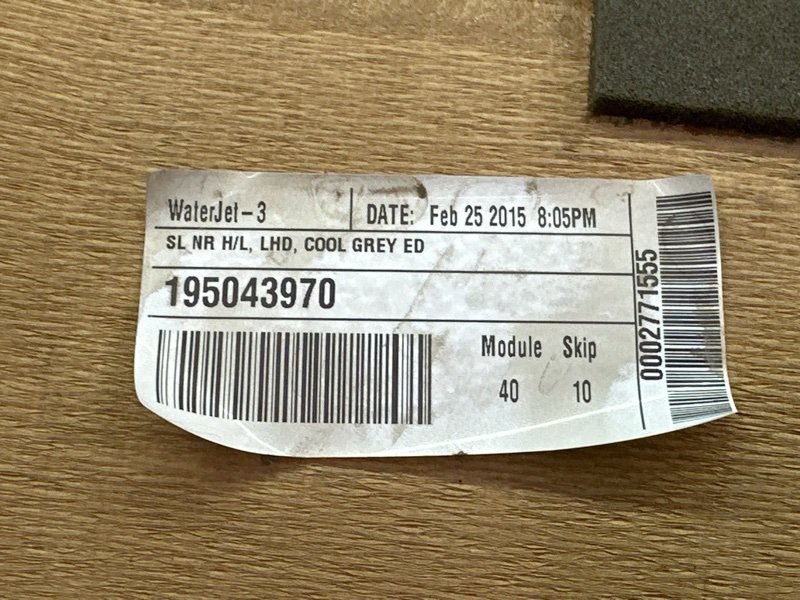 WaterJet-3 DATE: Feb 25 2015 8:05PM
SL NR H/L, LHD, COOL GREY ED
195043970
Module Skip
40 10
0002771555